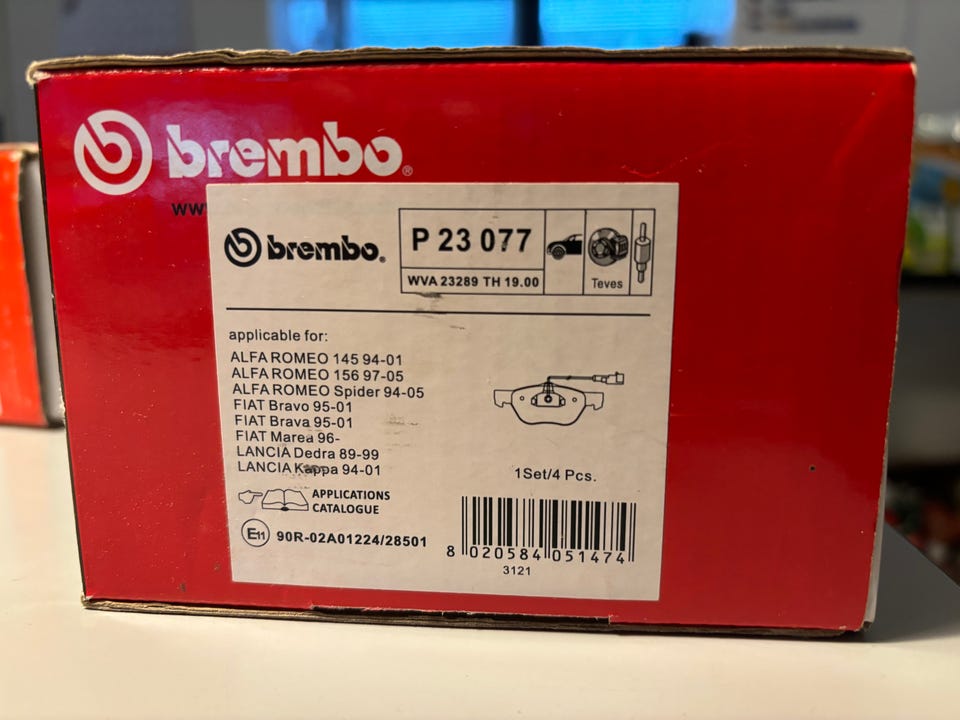 brembo®
ww
brembo®
P 23 077
WVA 23289 TH 19.00
Teves
applicable for:
ALFA ROMEO 145 94-01
ALFA ROMEO 156 97-05
ALFA ROMEO Spider 94-05
FIAT Bravo 95-01
FIAT Brava 95-01
FIAT Marea 96-
LANCIA Dedra 89-99
LANCIA Kappa 94-01
1Set/4 Pcs.
APPLICATIONS
CATALOGUE
E11 90R-02A01224/28501
8 020584 051474
3121